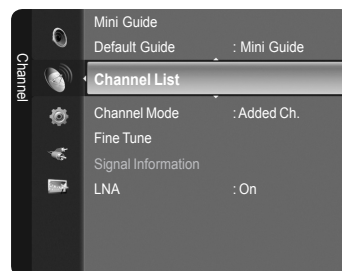 Channel
Mini Guide
Default Guide : Mini Guide
Channel List
Channel Mode : Added Ch.
Fine Tune
Signal Information
LNA : On